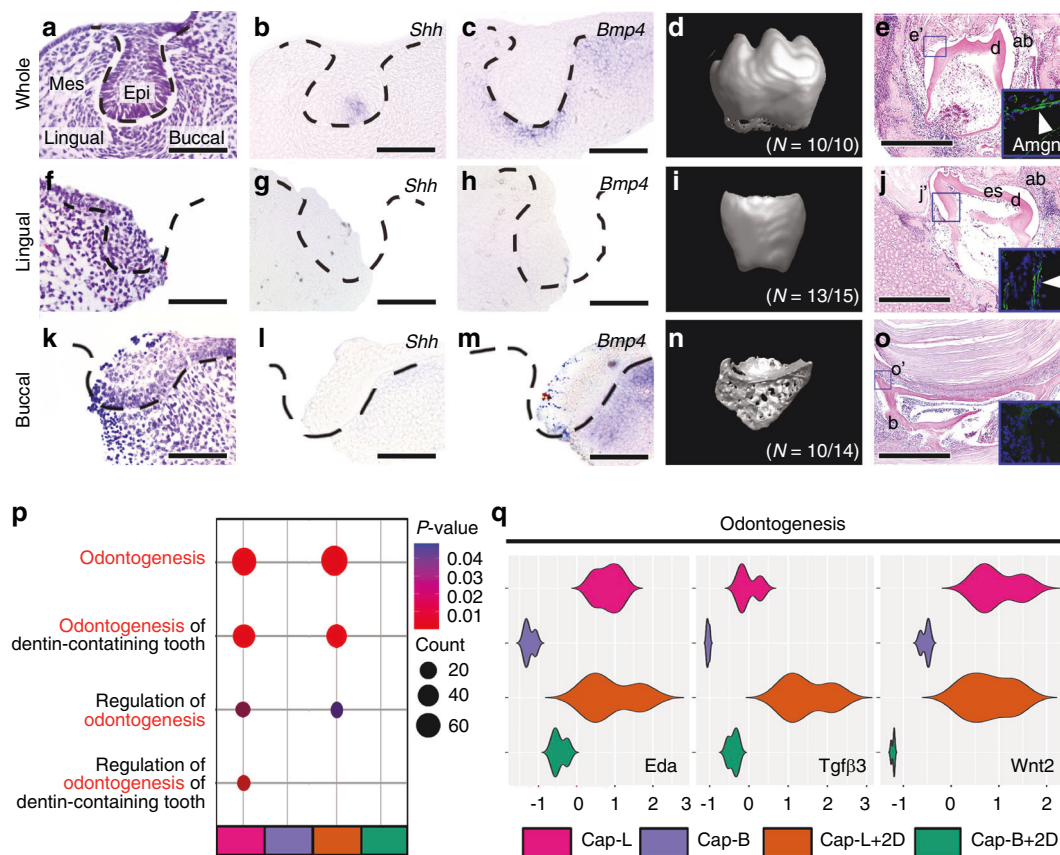 Whole
a
Mes
Epi
Lingual
Buccal
b
Shh
c
Bmp4
d
(N = 10/10)
e
e'
d
ab
Amgn
Lingual
f
g
Shh
h
Bmp4
i
(N = 13/15)
j
j'
es
d
ab
Buccal
k
l
Shh
m
Bmp4
n
(N = 10/14)
o
o'
b
p
Odontogenesis
Odontogenesis of
dentin-contatining tooth
Regulation of
odontogenesis
Regulation of
odontogenesis of
dentin-containing tooth
P-value
0.04
0.03
0.02
0.01
Count
20
40
60
q
Odontogenesis
Eda
Tgfβ3
Wnt2
-1 0 1 2 3 -1 0 1 2 3 -1 0 1 2
Cap-L
Cap-B
Cap-L+2D
Cap-B+2D